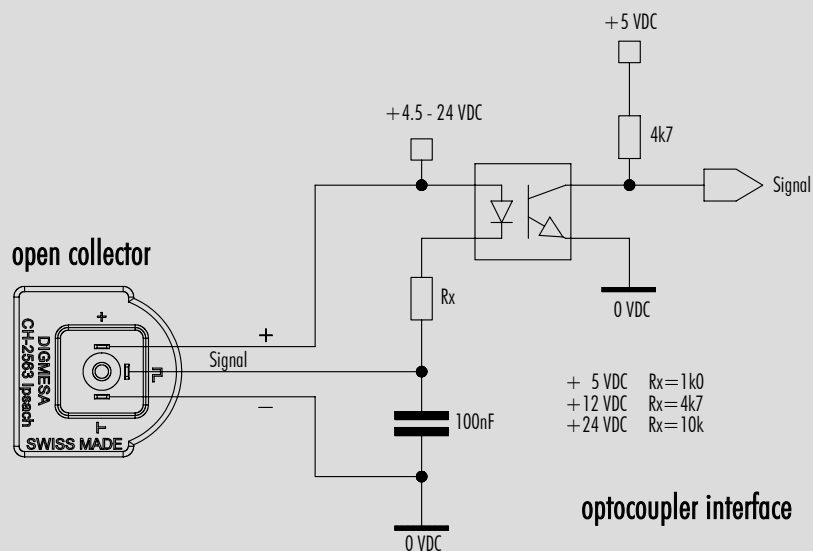 +5 VDC
+4.5 - 24 VDC
4k7
Signal
open collector
Rx
0 VDC
+
+
DIGMESA
CH-2563 Ipsach
SWISS MADE
Signal
–
100nF
+ 5 VDC Rx=1k0
+12 VDC Rx=4k7
+24 VDC Rx=10k
optocoupler interface
0 VDC